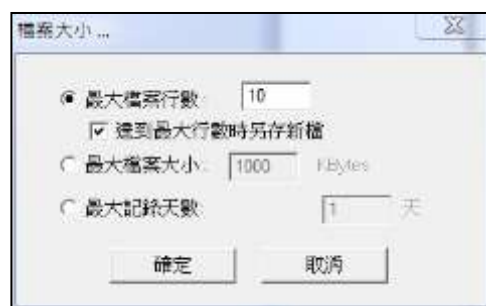 檔案大小 ...
最大檔案行數: 10
達到最大行數時另存新檔
最大檔案大小: 1000 KBytes
最大記錄天數: 1 天
確定 取消